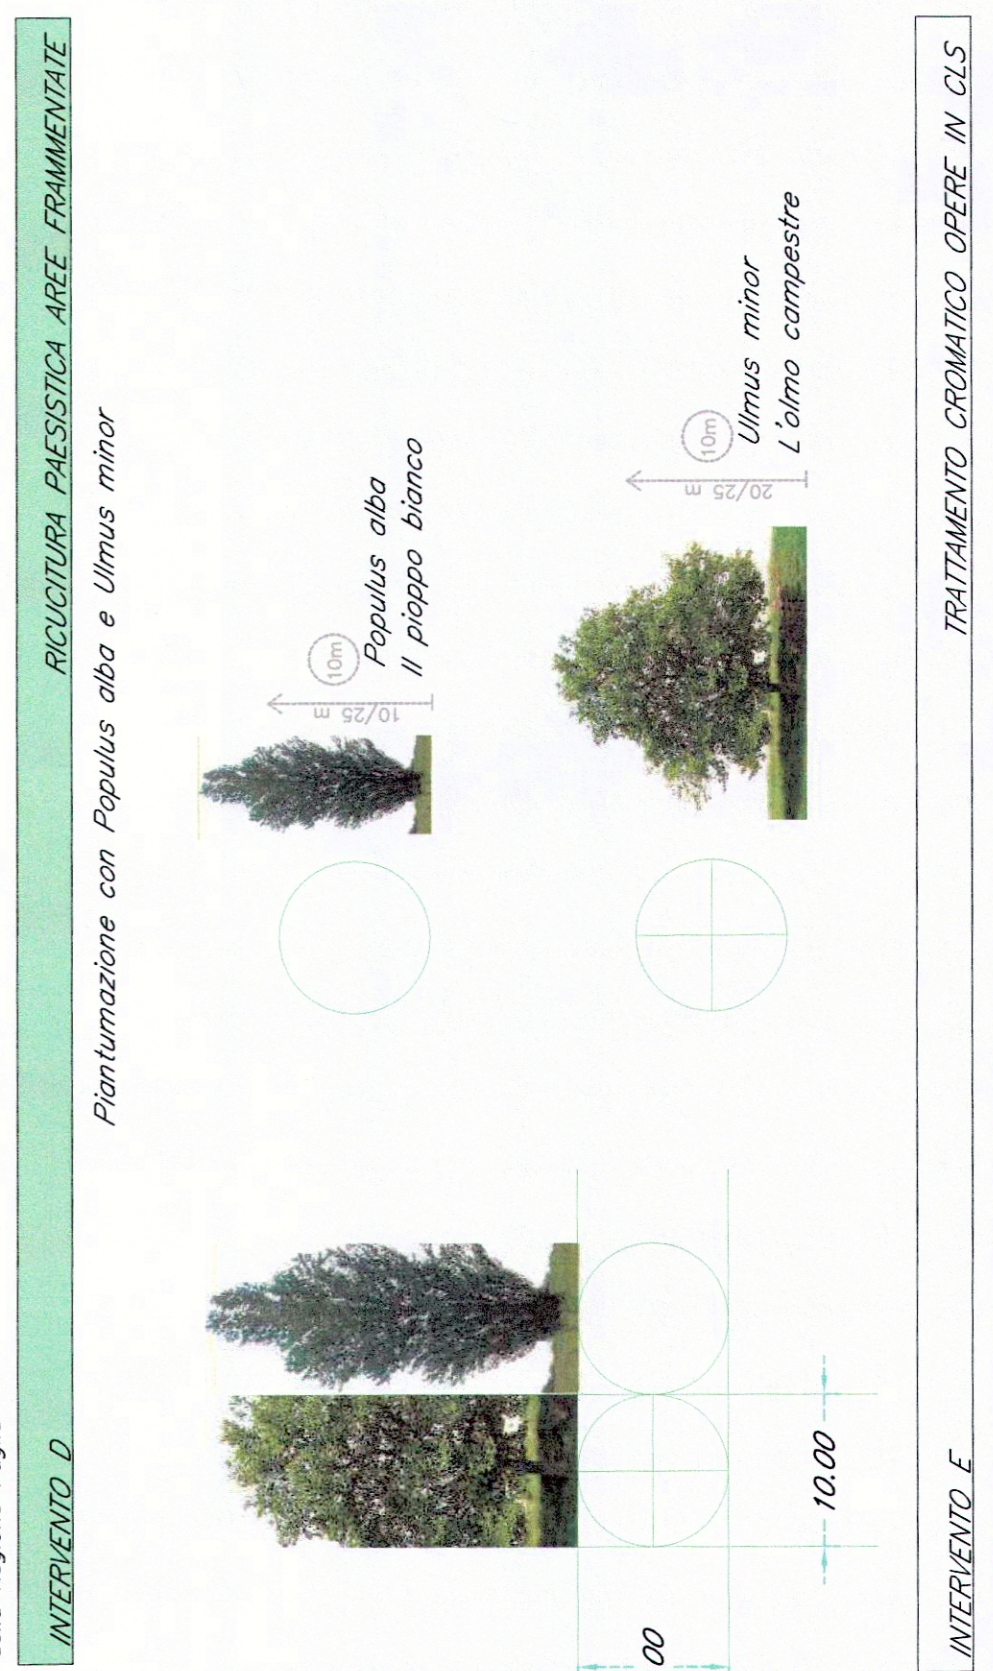 INTERVENTO D RICUCITURA PAESISTICA AREE FRAMMENTATE
Piantumazione con Populus alba e Ulmus minor
10/25 m
10m
Populus alba
Il pioppo bianco
20/25 m
10m
Ulmus minor
L'olmo campestre
10.00
00
INTERVENTO E TRATTAMENTO CROMATICO OPERE IN CLS